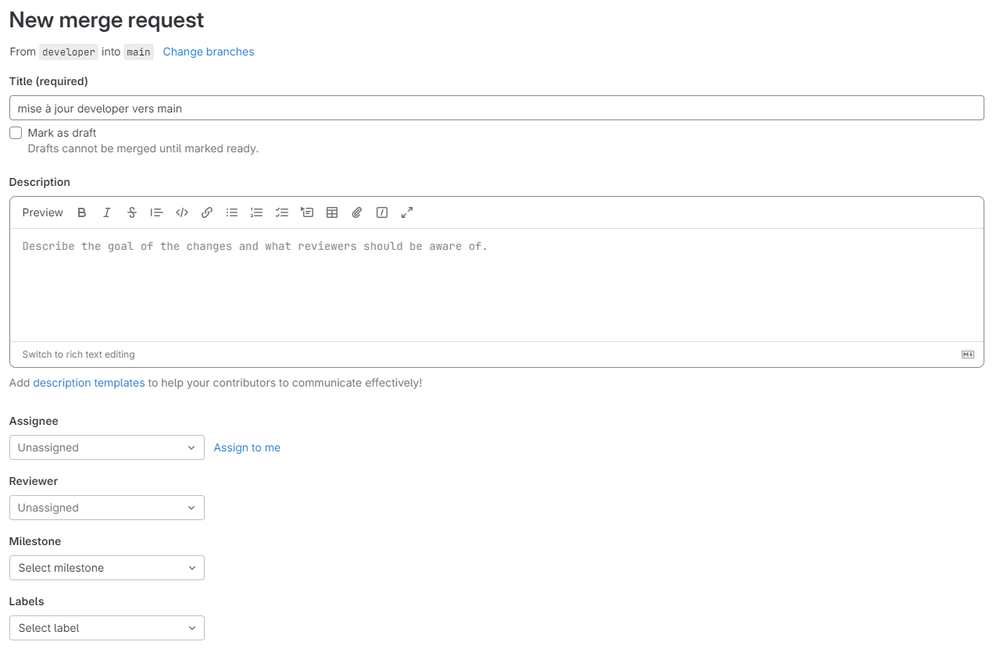 New merge request
From developer into main Change branches
Title (required)
mise à jour developer vers main
Mark as draft
Drafts cannot be merged until marked ready.
Description
Preview
Describe the goal of the changes and what reviewers should be aware of.
Switch to rich text editing
Add description templates to help your contributors to communicate effectively!
Assignee
Unassigned Assign to me
Reviewer
Unassigned
Milestone
Select milestone
Labels
Select label